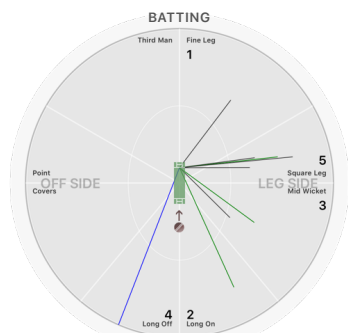 BATTING
Third Man
Fine Leg
1
5
Point
Square Leg
OFF SIDE
LEG SIDE
Covers
Mid Wicket
3
4
2
Long Off
Long On